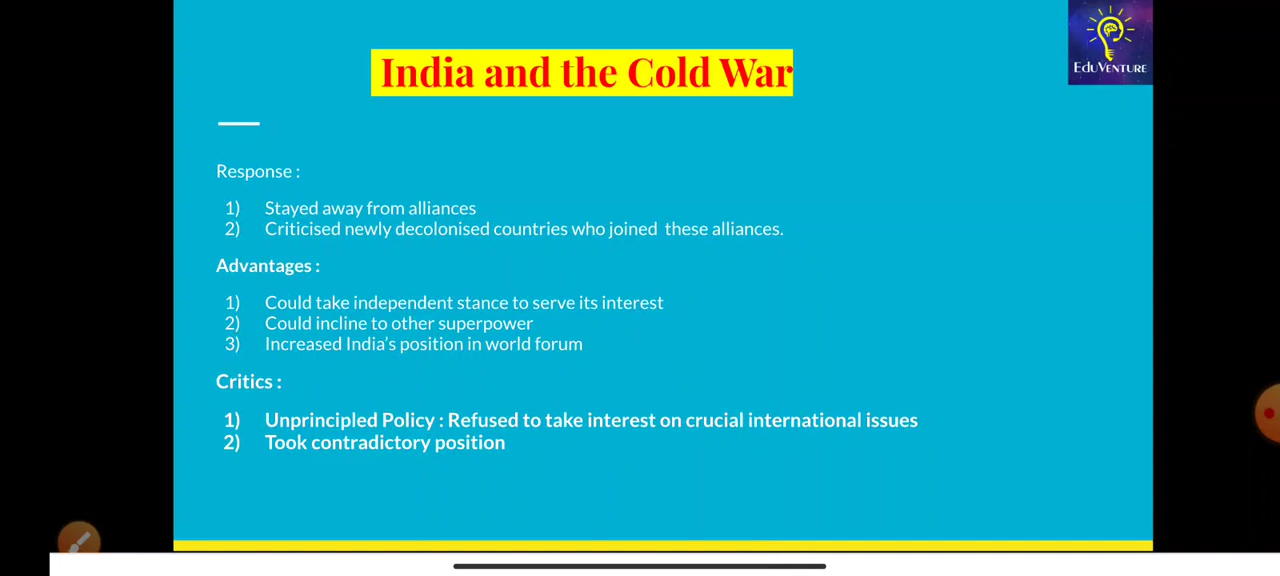 India and the Cold War
EDUVENTURE
Response :
1) Stayed away from alliances
2) Criticised newly decolonised countries who joined these alliances.
Advantages :
1) Could take independent stance to serve its interest
2) Could incline to other superpower
3) Increased India's position in world forum
Critics :
1) Unprincipled Policy : Refused to take interest on crucial international issues
2) Took contradictory position